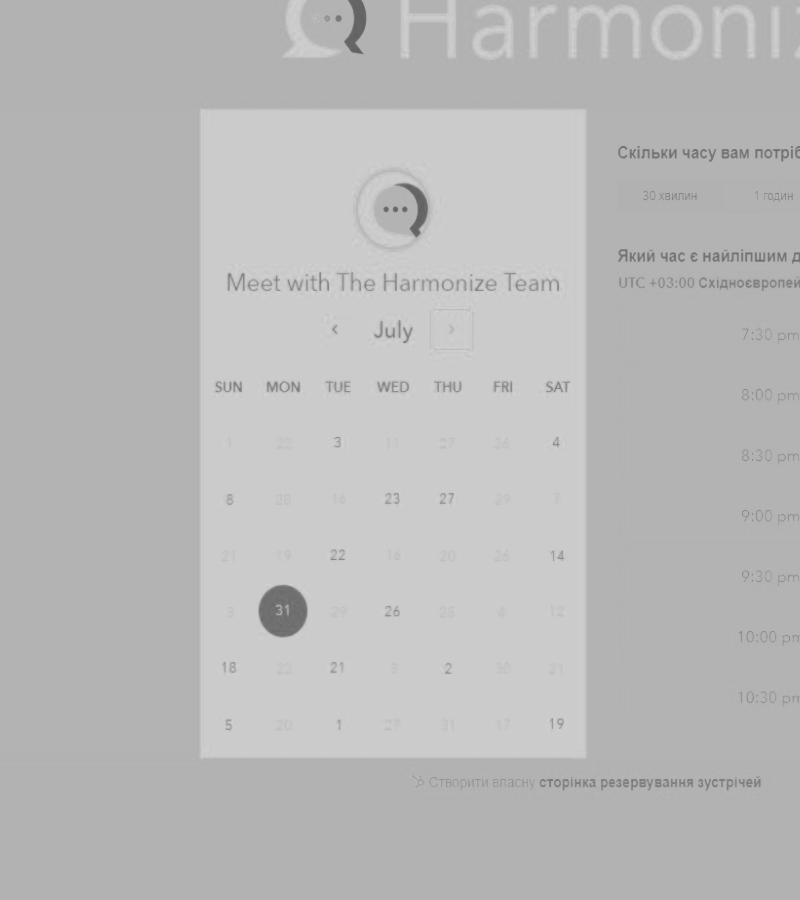 Harmoniz
Meet with The Harmonize Team
July
SUN MON TUE WED THU FRI SAT
1 22 3 11 27 26 4
8 28 16 23 27 29 7
21 19 22 16 20 26 14
3 31 29 26 25 6 12
18 22 21 9 2 30 21
5 20 1 27 31 17 19
Скільки часу вам потріб
30 хвилин 1 годин
Який час є найліпшим д
UTC +03:00 Східноєвропей
7:30 pm
8:00 pm
8:30 pm
9:00 pm
9:30 pm
10:00 pm
10:30 pm
Створити власну сторінка резервування зустрічей